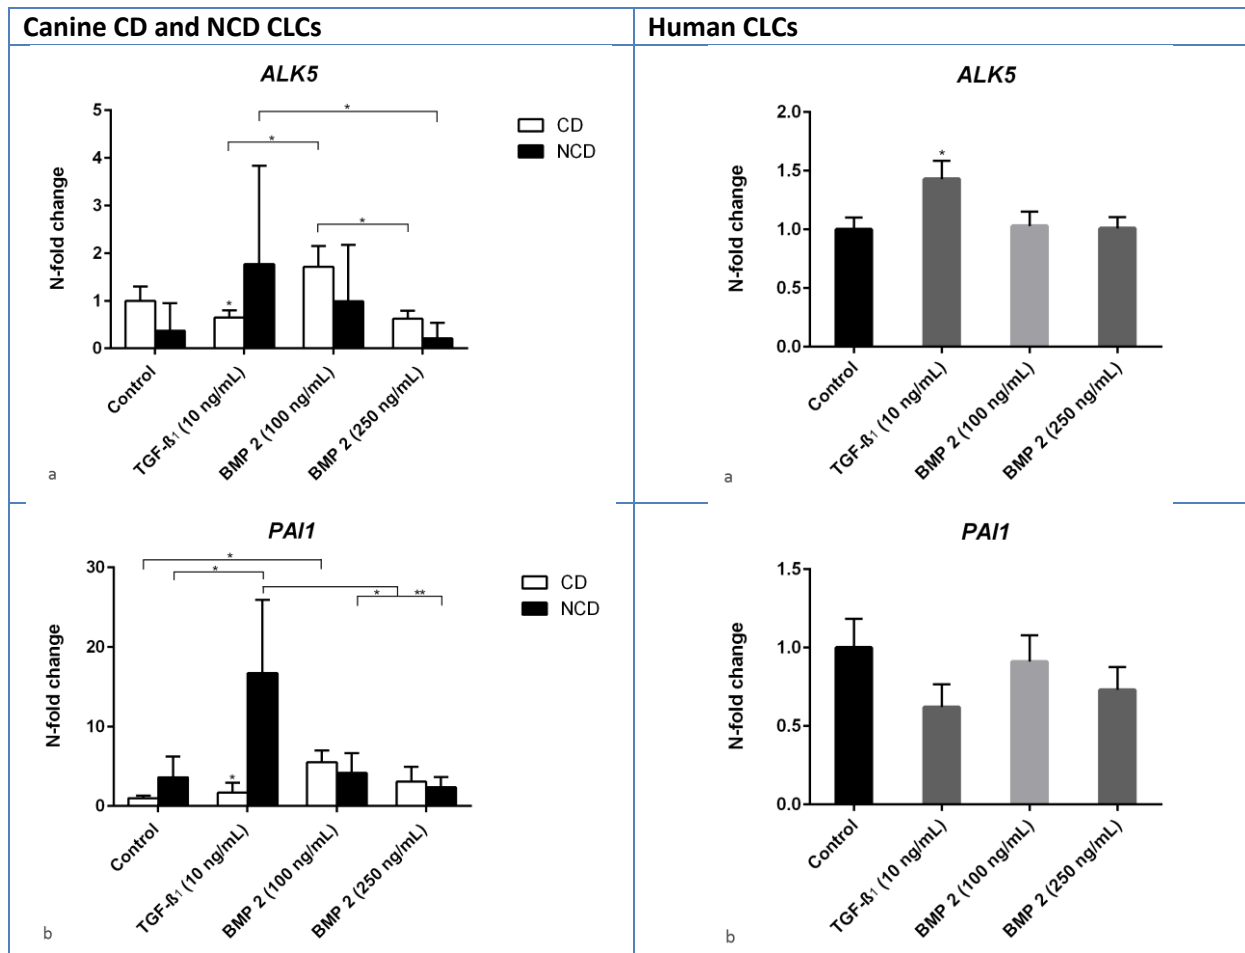 Canine CD and NCD CLCs
Human CLCs
ALK5
N-fold change
5
4
3
2
1
0
*
*
*
*
CD
NCD
Control
TGF-ß1 (10 ng/mL)
BMP 2 (100 ng/mL)
BMP 2 (250 ng/mL)
a
ALK5
N-fold change
2.0
1.5
1.0
0.5
0.0
*
Control
TGF-ß1 (10 ng/mL)
BMP 2 (100 ng/mL)
BMP 2 (250 ng/mL)
a
PAI1
N-fold change
30
20
10
0
*
*
* **
*
CD
NCD
Control
TGF-ß1 (10 ng/mL)
BMP 2 (100 ng/mL)
BMP 2 (250 ng/mL)
b
PAI1
N-fold change
1.5
1.0
0.5
0.0
Control
TGF-ß1 (10 ng/mL)
BMP 2 (100 ng/mL)
BMP 2 (250 ng/mL)
b